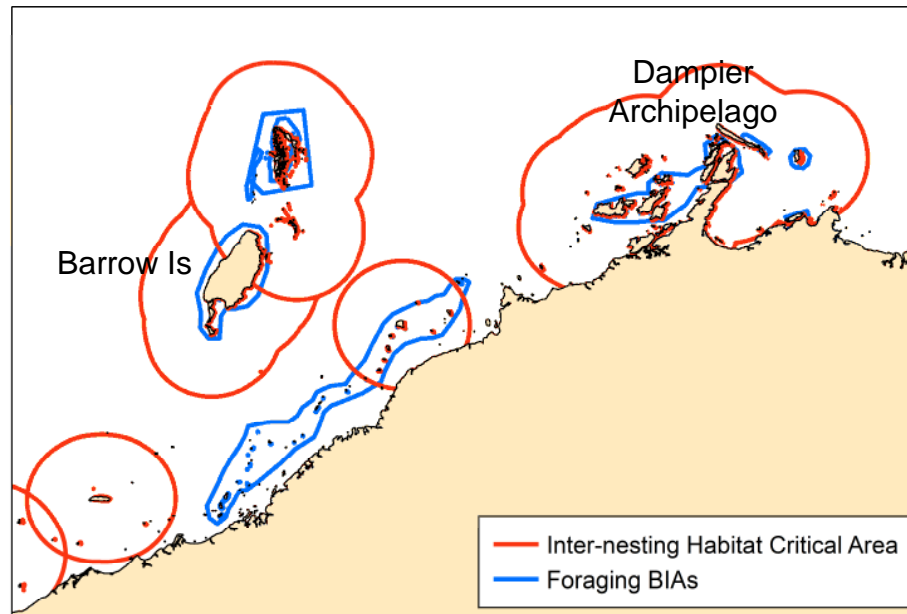 Dampier
Archipelago
Barrow Is
Inter-nesting Habitat Critical Area
Foraging BIAs